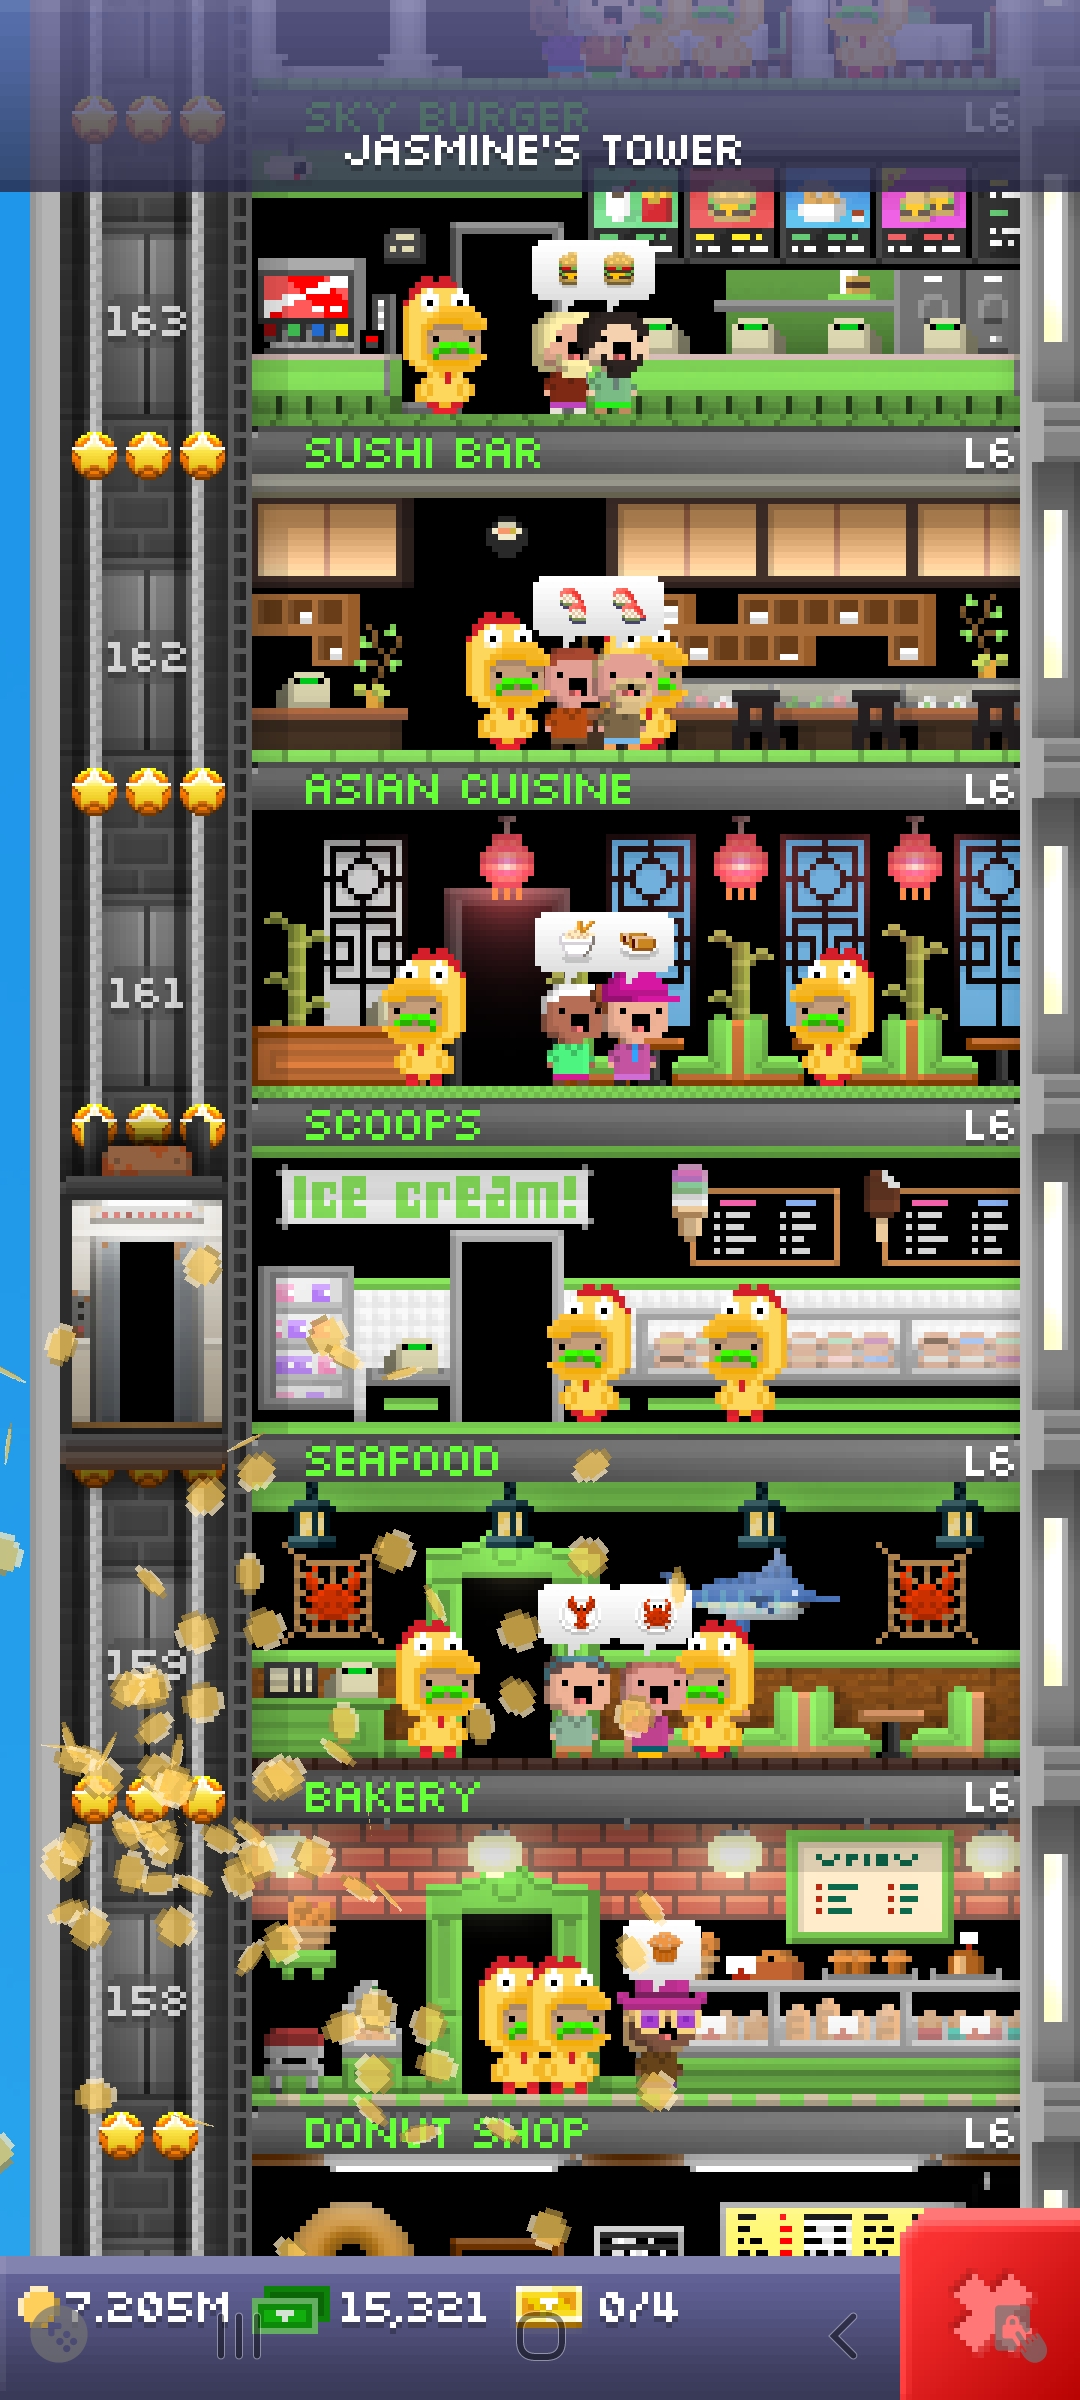 SKY BURGER L6
JASMINE'S TOWER
163
SUSHI BAR L6
162
ASIAN CUISINE L6
161
SCOOPS L6
Ice cream!
SEAFOOD L6
159
BAKERY L6
158
DONUT SHOP L6
7.205M 15,321 0/4